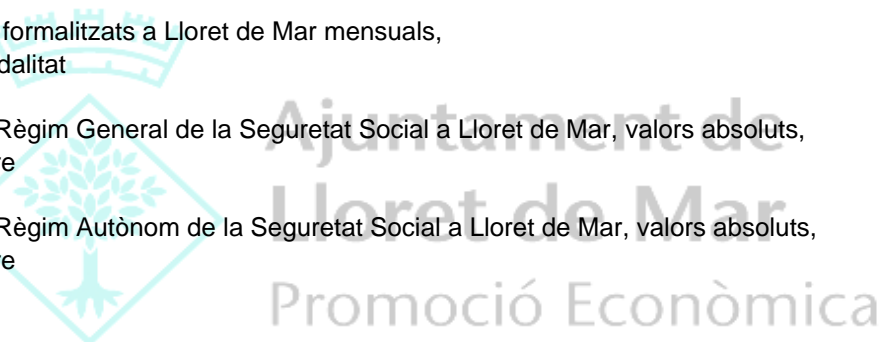 formalitzats a Lloret de Mar mensuals,
dalitat
Règim General de la Seguretat Social a Lloret de Mar, valors absoluts,
re
Règim Autònom de la Seguretat Social a Lloret de Mar, valors absoluts,
re
Ajuntament de
Lloret de Mar
Promoció Econòmica